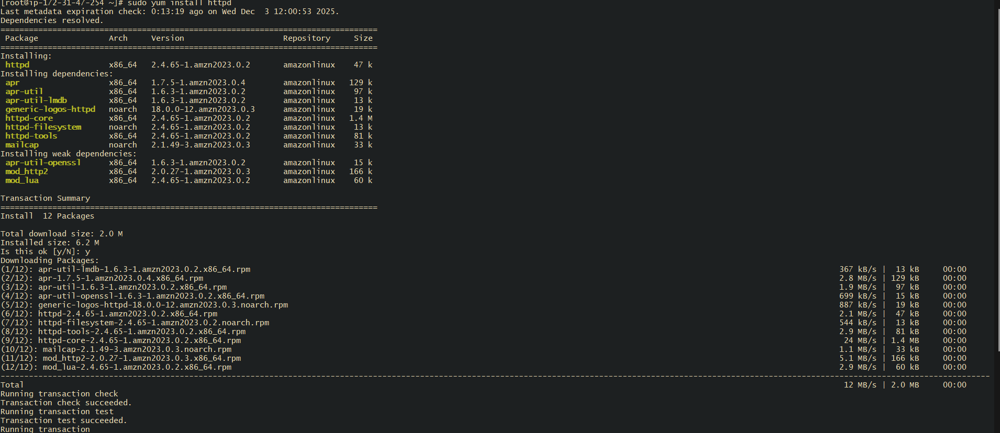 [root@ip-172-31-47-254 ~]# sudo yum install httpd
Last metadata expiration check: 0:13:19 ago on Wed Dec  3 12:00:53 2025.
Dependencies resolved.
================================================================================
 Package               Arch     Version                     Repository     Size
================================================================================
Installing:
 httpd                 x86_64   2.4.65-1.amzn2023.0.2       amazonlinux    47 k
Installing dependencies:
 apr                   x86_64   1.7.5-1.amzn2023.0.4        amazonlinux   129 k
 apr-util              x86_64   1.6.3-1.amzn2023.0.2        amazonlinux    97 k
 apr-util-lmdb         x86_64   1.6.3-1.amzn2023.0.2        amazonlinux    13 k
 generic-logos-httpd   noarch   18.0.0-12.amzn2023.0.3      amazonlinux    19 k
 httpd-core            x86_64   2.4.65-1.amzn2023.0.2       amazonlinux   1.4 M
 httpd-filesystem      noarch   2.4.65-1.amzn2023.0.2       amazonlinux    13 k
 httpd-tools           x86_64   2.4.65-1.amzn2023.0.2       amazonlinux    81 k
 mailcap               noarch   2.1.49-3.amzn2023.0.3       amazonlinux    33 k
Installing weak dependencies:
 apr-util-openssl      x86_64   1.6.3-1.amzn2023.0.2        amazonlinux    15 k
 mod_http2             x86_64   2.0.27-1.amzn2023.0.3       amazonlinux   166 k
 mod_lua               x86_64   2.4.65-1.amzn2023.0.2       amazonlinux    60 k
Transaction Summary
================================================================================
Install  12 Packages
Total download size: 2.0 M
Installed size: 6.2 M
Is this ok [y/N]: y
Downloading Packages:
(1/12): apr-util-lmdb-1.6.3-1.amzn2023.0.2.x86_64.rpm 367 kB/s |  13 kB     00:00
(2/12): apr-1.7.5-1.amzn2023.0.4.x86_64.rpm 2.8 MB/s | 129 kB     00:00
(3/12): apr-util-1.6.3-1.amzn2023.0.2.x86_64.rpm 1.9 MB/s |  97 kB     00:00
(4/12): apr-util-openssl-1.6.3-1.amzn2023.0.2.x86_64.rpm 699 kB/s |  15 kB     00:00
(5/12): generic-logos-httpd-18.0.0-12.amzn2023.0.3.noarch.rpm 887 kB/s |  19 kB     00:00
(6/12): httpd-2.4.65-1.amzn2023.0.2.x86_64.rpm 2.1 MB/s |  47 kB     00:00
(7/12): httpd-filesystem-2.4.65-1.amzn2023.0.2.noarch.rpm 544 kB/s |  13 kB     00:00
(8/12): httpd-tools-2.4.65-1.amzn2023.0.2.x86_64.rpm 2.9 MB/s |  81 kB     00:00
(9/12): httpd-core-2.4.65-1.amzn2023.0.2.x86_64.rpm 24 MB/s | 1.4 MB     00:00
(10/12): mailcap-2.1.49-3.amzn2023.0.3.noarch.rpm 1.1 MB/s |  33 kB     00:00
(11/12): mod_http2-2.0.27-1.amzn2023.0.3.x86_64.rpm 5.1 MB/s | 166 kB     00:00
(12/12): mod_lua-2.4.65-1.amzn2023.0.2.x86_64.rpm 2.9 MB/s |  60 kB     00:00
--------------------------------------------------------------------------------
Total 12 MB/s | 2.0 MB     00:00
Running transaction check
Transaction check succeeded.
Running transaction test
Transaction test succeeded.
Running transaction